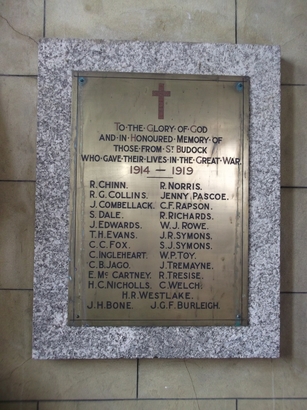 TO·THE·GLORY·OF·GOD
AND·IN·HONOURED·MEMORY·OF
THOSE·FROM·ST BUDOCK
WHO·GAVE·THEIR·LIVES·IN·THE·GREAT·WAR.
1914 — 1919
R. CHINN. R. NORRIS.
R. G. COLLINS. JENNY. PASCOE.
J. COMBELLACK. C. F. RAPSON.
S. DALE. R. RICHARDS.
J. EDWARDS. W. J. ROWE.
T. H. EVANS. J. R. SYMONS.
C. C. FOX. S. J. SYMONS.
C. INGLEHEART. W. P. TOY.
C. B. JAGO. J. TREMAYNE.
E. Mc CARTNEY. R. TRESISE.
H. C. NICHOLLS. C. WELCH.
H. R. WESTLAKE.
J. H. BONE. J. G. F. BURLEIGH.